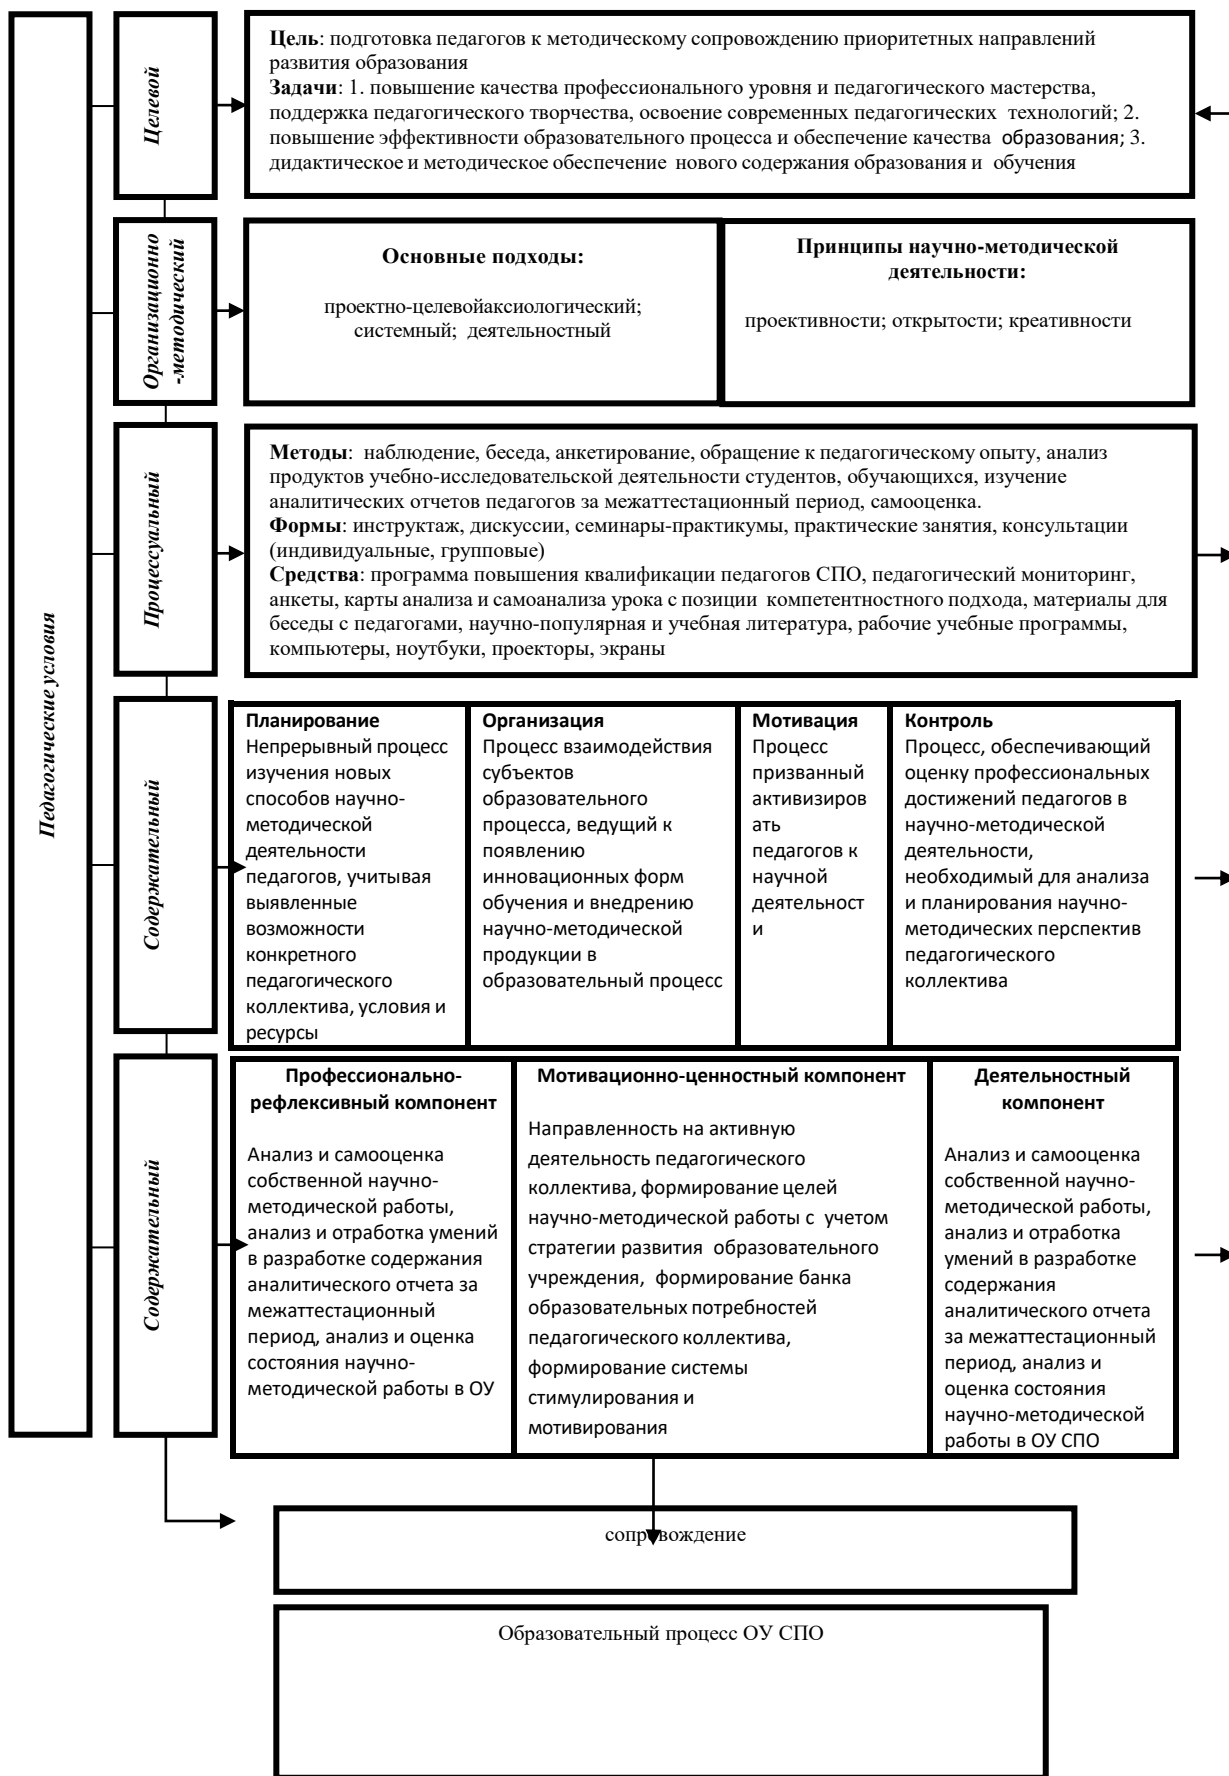 Педагогические условия
Целевой
Цель: подготовка педагогов к методическому сопровождению приоритетных направлений
развития образования
Задачи: 1. повышение качества профессионального уровня и педагогического мастерства,
поддержка педагогического творчества, освоение современных педагогических технологий; 2.
повышение эффективности образовательного процесса и обеспечение качества образования; 3.
дидактическое и методическое обеспечение нового содержания образования и обучения
Организационно
-методический
Основные подходы:
проектно-целевойаксиологический;
системный; деятельностный
Принципы научно-методической
деятельности:
проективности; открытости; креативности
Процессуальный
Методы: наблюдение, беседа, анкетирование, обращение к педагогическому опыту, анализ
продуктов учебно-исследовательской деятельности студентов, обучающихся, изучение
аналитических отчетов педагогов за межаттестационный период, самооценка.
Формы: инструктаж, дискуссии, семинары-практикумы, практические занятия, консультации
(индивидуальные, групповые)
Средства: программа повышения квалификации педагогов СПО, педагогический мониторинг,
анкеты, карты анализа и самоанализа урока с позиции компетентностного подхода, материалы для
беседы с педагогами, научно-популярная и учебная литература, рабочие учебные программы,
компьютеры, ноутбуки, проекторы, экраны
Содержательный
Планирование
Непрерывный процесс
изучения новых
способов научно-
методической
деятельности
педагогов, учитывая
выявленные
возможности
конкретного
педагогического
коллектива, условия и
ресурсы
Организация
Процесс взаимодействия
субъектов
образовательного
процесса, ведущий к
появлению
инновационных форм
обучения и внедрению
научно-методической
продукции в
образовательный процесс
Мотивация
Процесс
призванный
активизиров
ать
педагогов к
научной
деятельност
и
Контроль
Процесс, обеспечивающий
оценку профессиональных
достижений педагогов в
научно-методической
деятельности,
необходимый для анализа
и планирования научно-
методических перспектив
педагогического
коллектива
Содержательный
Профессионально-
рефлексивный компонент
Анализ и самооценка
собственной научно-
методической работы,
анализ и отработка умений
в разработке содержания
аналитического отчета за
межаттестационный
период, анализ и оценка
состояния научно-
методической работы в ОУ
Мотивационно-ценностный компонент
Направленность на активную
деятельность педагогического
коллектива, формирование целей
научно-методической работы с учетом
стратегии развития образовательного
учреждения, формирование банка
образовательных потребностей
педагогического коллектива,
формирование системы
стимулирования и
мотивирования
Деятельностный
компонент
Анализ и самооценка
собственной научно-
методической работы,
анализ и отработка
умений в разработке
содержания
аналитического отчета
за межаттестационный
период, анализ и
оценка состояния
научно-методической
работы в ОУ СПО
сопровождение
Образовательный процесс ОУ СПО